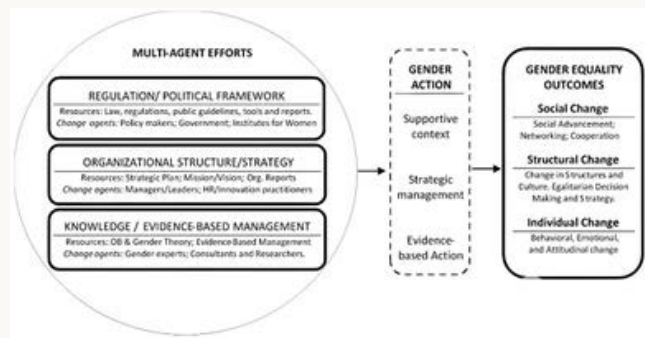 MULTI-AGENT EFFORTS
REGULATION/ POLITICAL FRAMEWORK
Resources: Law, regulations, public guidelines, tools and reports.
Change agents: Policy makers; Government; Institutes for Women
ORGANIZATIONAL STRUCTURE/STRATEGY
Resources: Strategic Plan; Mission/Vision; Org. Reports
Change agents: Managers/Leaders; HR/Innovation practitioners
KNOWLEDGE / EVIDENCE-BASED MANAGEMENT
Resources: OB & Gender Theory; Evidence-Based Management
Change agents: Gender experts; Consultants and Researchers.
GENDER
ACTION
Supportive
context
Strategic
management
Evidence-
based Action
GENDER EQUALITY
OUTCOMES
Social Change
Social Advancement;
Networking; Cooperation
Structural Change
Change in Structures and
Culture. Egalitarian Decision
Making and Strategy.
Individual Change
Behavioral, Emotional,
and Attitudinal change